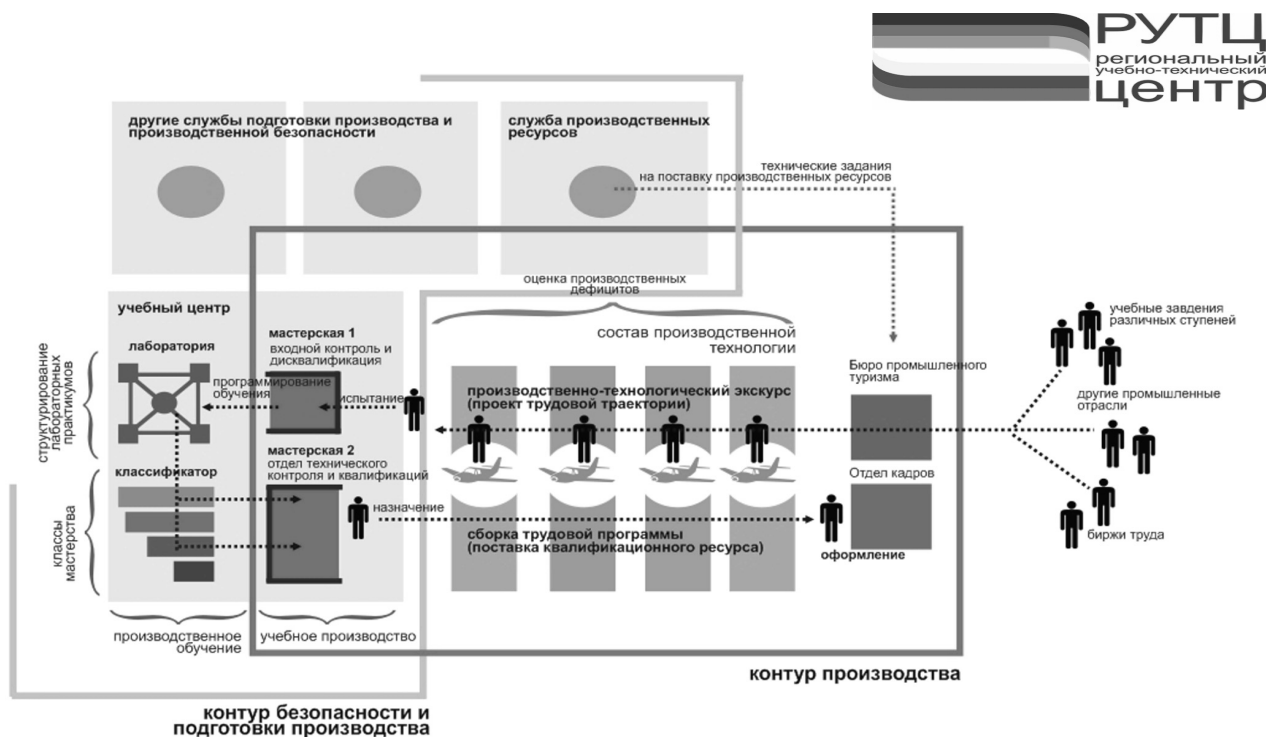 РУТЦ
региональный
учебно-технический
центр
другие службы подготовки производства и
производственной безопасности
служба производственных
ресурсов
технические задания
на поставку производственных ресурсов
оценка производственных
дефицитов
учебный центр
лаборатория
мастерская 1
входной контроль и
дисквалификация
программирование
обучения
испытание
состав производственной
технологии
производственно-технологический экскурс
(проект трудовой траектории)
Бюро промышленного
туризма
учебные завдения
различных ступеней
другие промышленные
отрасли
биржи труда
структурирование
лабораторных
практикумов
классификатор
мастерская 2
отдел технического
контроля и квалификаций
назначение
Отдел кадров
сборка трудовой программы
(поставка квалификационного ресурса)
оформление
классы
мастерства
производственное
обучение
учебное производство
контур производства
контур безопасности и
подготовки производства